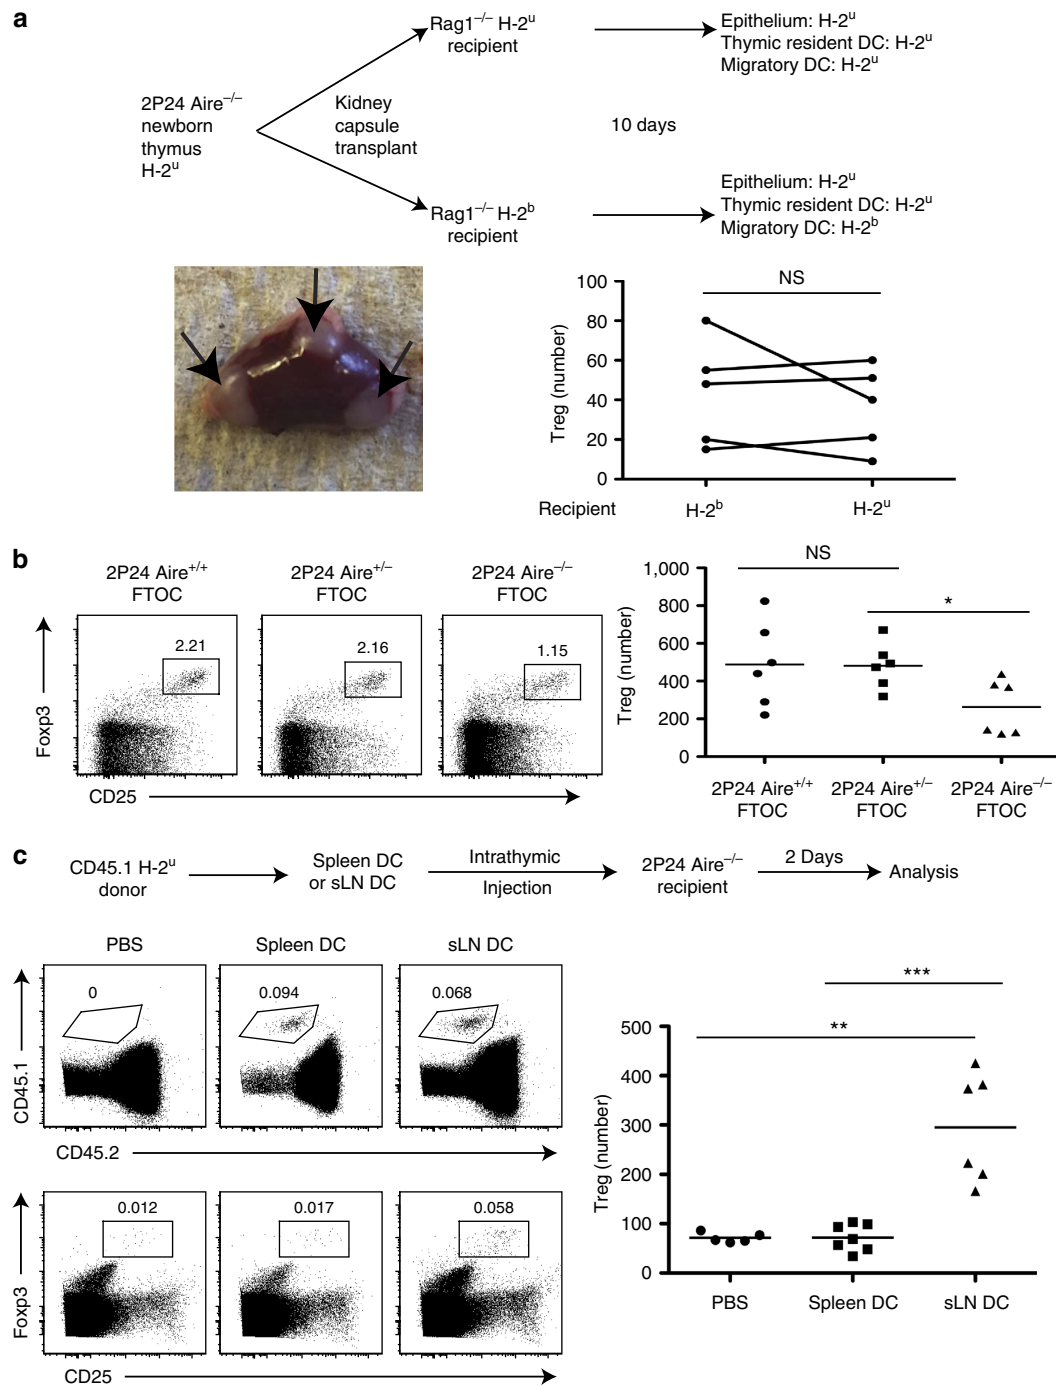 a
2P24 Aire–/–
newborn
thymus
H-2u
Kidney
capsule
transplant
Rag1–/– H-2u
recipient
Epithelium: H-2u
Thymic resident DC: H-2u
Migratory DC: H-2u
10 days
Rag1–/– H-2b
recipient
Epithelium: H-2u
Thymic resident DC: H-2u
Migratory DC: H-2b
NS
Treg (number)
100
80
60
40
20
0
Recipient
H-2b
H-2u
b
2P24 Aire+/+
FTOC
2P24 Aire+/–
FTOC
2P24 Aire–/–
FTOC
2.21
2.16
1.15
Foxp3
CD25
NS
*
Treg (number)
1,000
800
600
400
200
0
2P24 Aire+/+
FTOC
2P24 Aire+/–
FTOC
2P24 Aire–/–
FTOC
c
CD45.1 H-2u
donor
Spleen DC
or sLN DC
Intrathymic
Injection
2P24 Aire–/–
recipient
2 Days
Analysis
PBS
Spleen DC
sLN DC
0
0.094
0.068
CD45.1
CD45.2
0.012
0.017
0.058
Foxp3
CD25
***
**
Treg (number)
500
400
300
200
100
0
PBS
Spleen DC
sLN DC